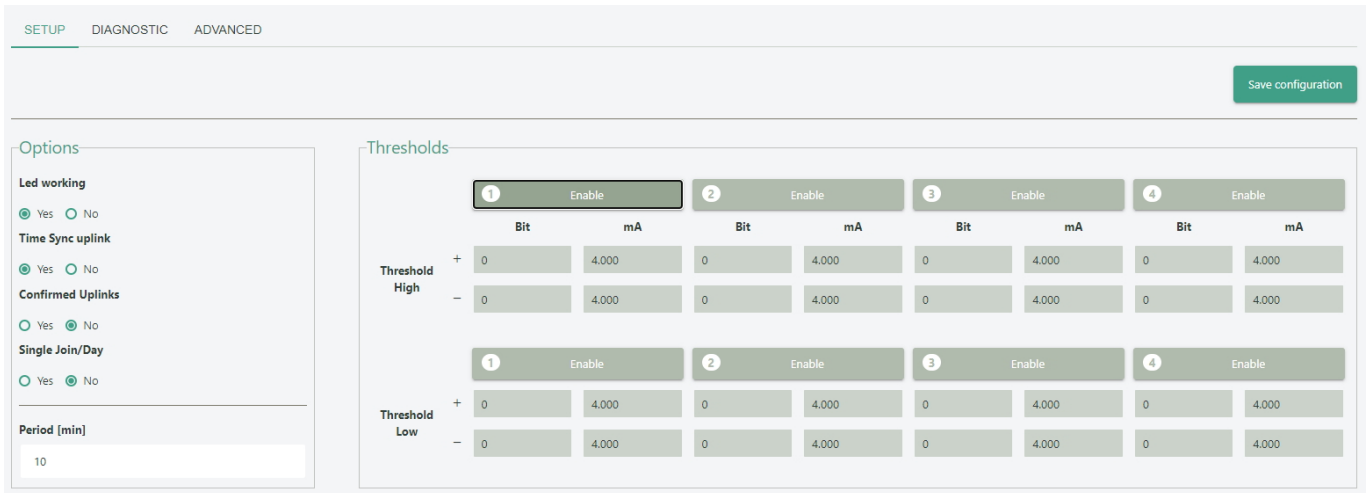 SETUP DIAGNOSTIC ADVANCED
Save configuration
Options
Led working
Yes No
Time Sync uplink
Yes No
Confirmed Uplinks
Yes No
Single Join/Day
Yes No
Period [min]
10
Thresholds
1 Enable 2 Enable 3 Enable 4 Enable
Bit mA Bit mA Bit mA Bit mA
Threshold High
+ 0 4.000 0 4.000 0 4.000 0 4.000
− 0 4.000 0 4.000 0 4.000 0 4.000
1 Enable 2 Enable 3 Enable 4 Enable
Threshold Low
+ 0 4.000 0 4.000 0 4.000 0 4.000
− 0 4.000 0 4.000 0 4.000 0 4.000